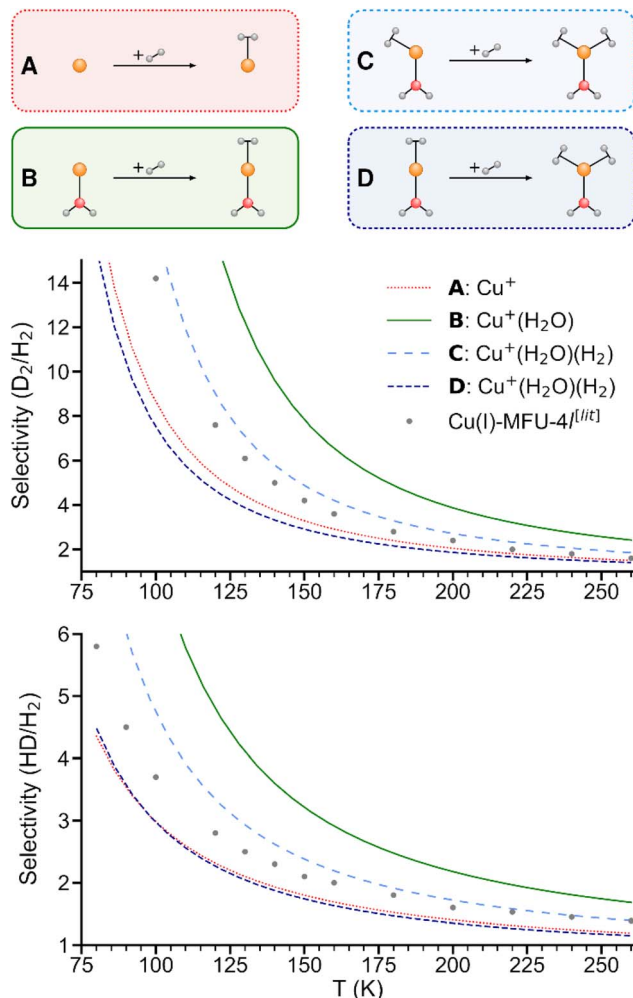 A
+
C
+
B
+
D
+
14
12
10
8
6
4
2
Selectivity (D₂/H₂)
A: Cu⁺
B: Cu⁺(H₂O)
C: Cu⁺(H₂O)(H₂)
D: Cu⁺(H₂O)(H₂)
Cu(I)-MFU-4l[lit]
75 100 125 150 175 200 225 250
6
5
4
3
2
1
Selectivity (HD/H₂)
75 100 125 150 175 200 225 250
T (K)